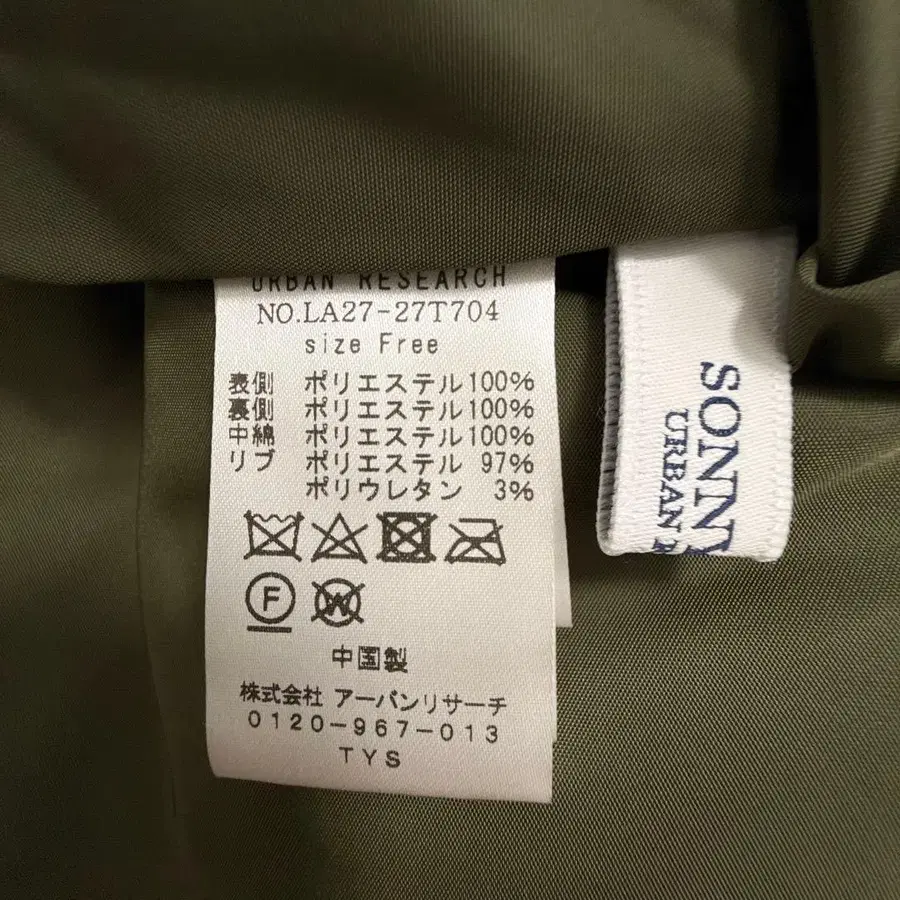 URBAN RESEARCH
NO.LA27-27T704
size Free
表側 ポリエステル100%
裏側 ポリエステル100%
中綿 ポリエステル100%
リブ ポリエステル 97%
ポリウレタン 3%
F
W
中国製
株式会社 アーバンリサーチ
0120-967-013
TYS
SONNY
URBAN